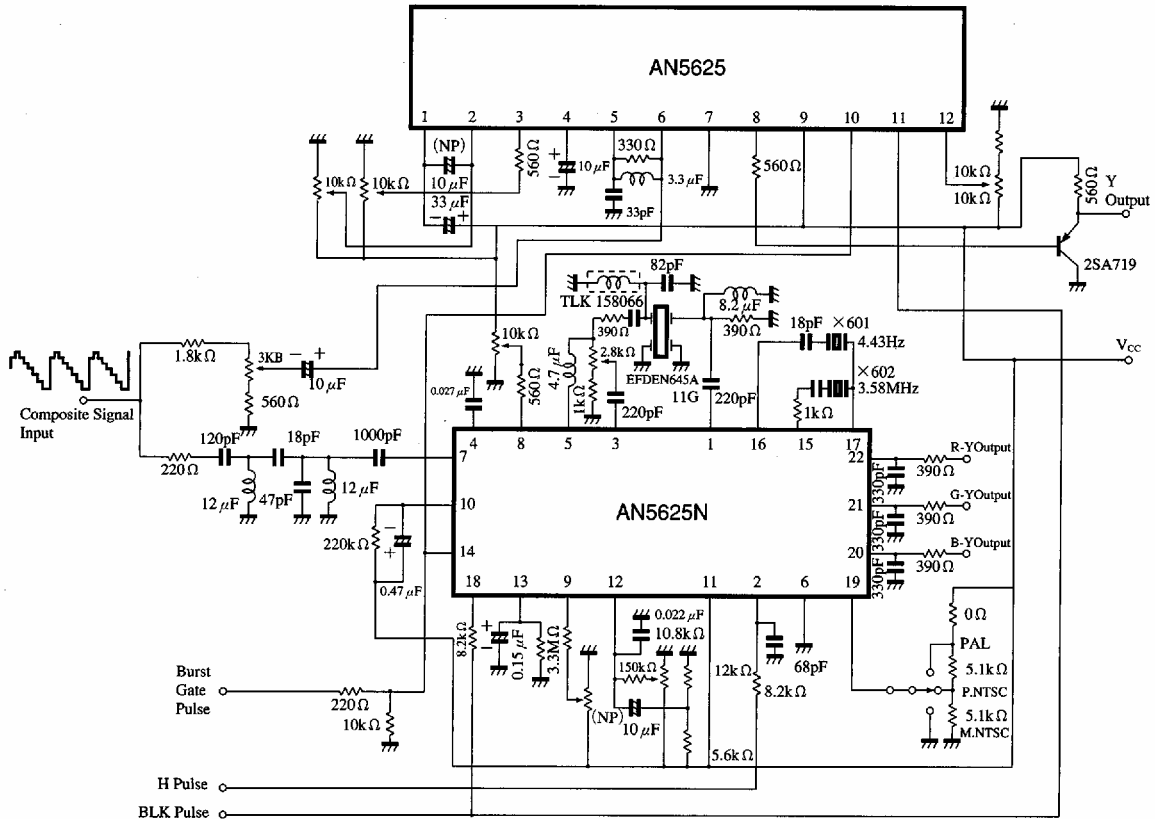 AN5625
1 2 3 4 5 6 7 8 9 10 11 12
(NP)
10μF
33μF
10kΩ
10kΩ
560Ω
+
−
10μF
330Ω
3.3μF
33pF
560Ω
10kΩ
10kΩ
560Ω
Y
Output
2SA719
− +
82pF
TLK 158066
8.2μF
390Ω
390Ω
18pF
×601
4.43Hz
VCC
×602
3.58MHz
1kΩ
10kΩ
4.7μF
2.8kΩ
1kΩ
EFDEN645A
11G
220pF
220pF
0.027μF
560Ω
1.8kΩ
3KB
− +
10μF
560Ω
Composite Signal
Input
120pF
18pF
1000pF
220Ω
12μF
47pF
12μF
4 8 5 3 1 16 15 17
7
10
14
AN5625N
22
21
20
18 13 9 12 11 2 6 19
R-YOutput
390Ω
330pF
G-YOutput
390Ω
330pF
B-YOutput
390Ω
330pF
220kΩ
−
+
0.47μF
8.2kΩ
+
−
0.15μF
3.3MΩ
0.022μF
10.8kΩ
150kΩ
(NP)
10μF
5.6kΩ
12kΩ
8.2kΩ
68pF
0Ω
PAL
5.1kΩ
P.NTSC
5.1kΩ
M.NTSC
Burst
Gate
Pulse
220Ω
10kΩ
H Pulse
BLK Pulse